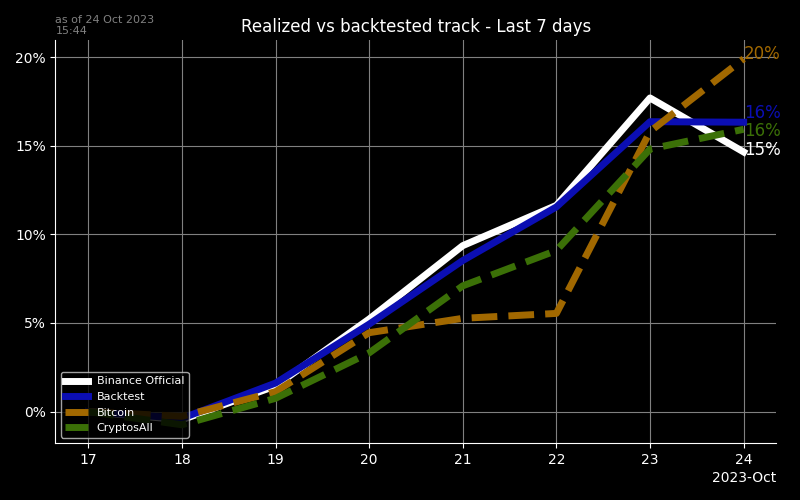 as of 24 Oct 2023
15:44
Realized vs backtested track - Last 7 days
20%
15%
10%
5%
0%
20%
16%
16%
15%
Binance Official
Backtest
Bitcoin
CryptosAll
17 18 19 20 21 22 23 24
2023-Oct